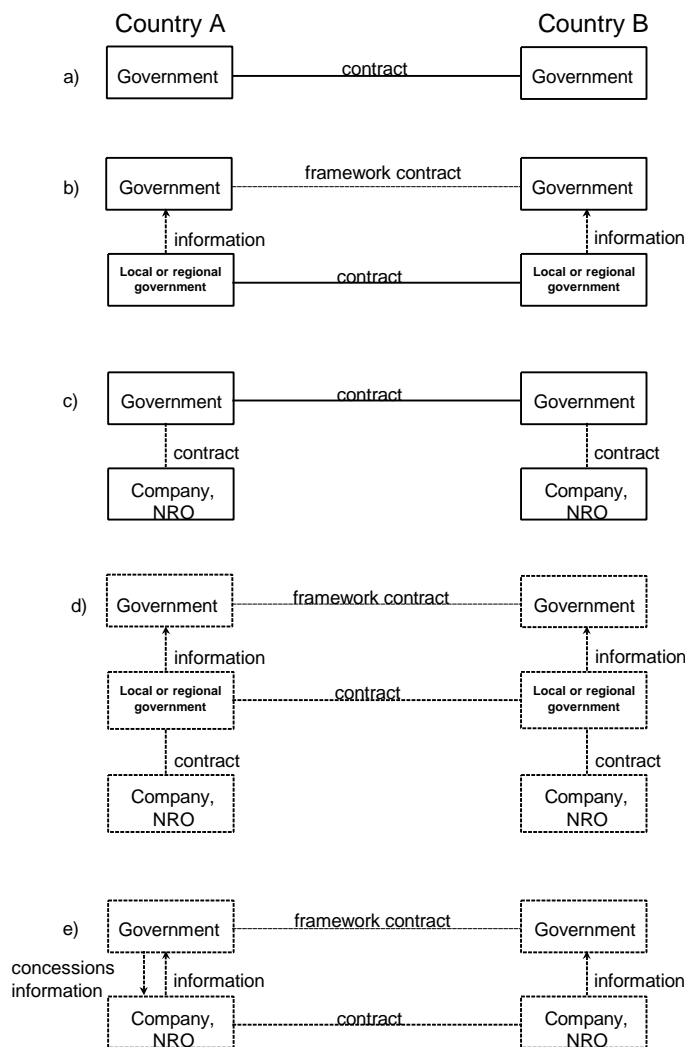 Country A Country B
a) Government contract Government
b) Government framework contract Government
information information
Local or regional
government
contract
Local or regional
government
c) Government contract Government
contract contract
Company,
NRO
Company,
NRO
d) Government framework contract Government
information information
Local or regional
government
contract
Local or regional
government
contract contract
Company,
NRO
Company,
NRO
e) Government framework contract Government
concessions
information
information information
Company,
NRO
contract
Company,
NRO